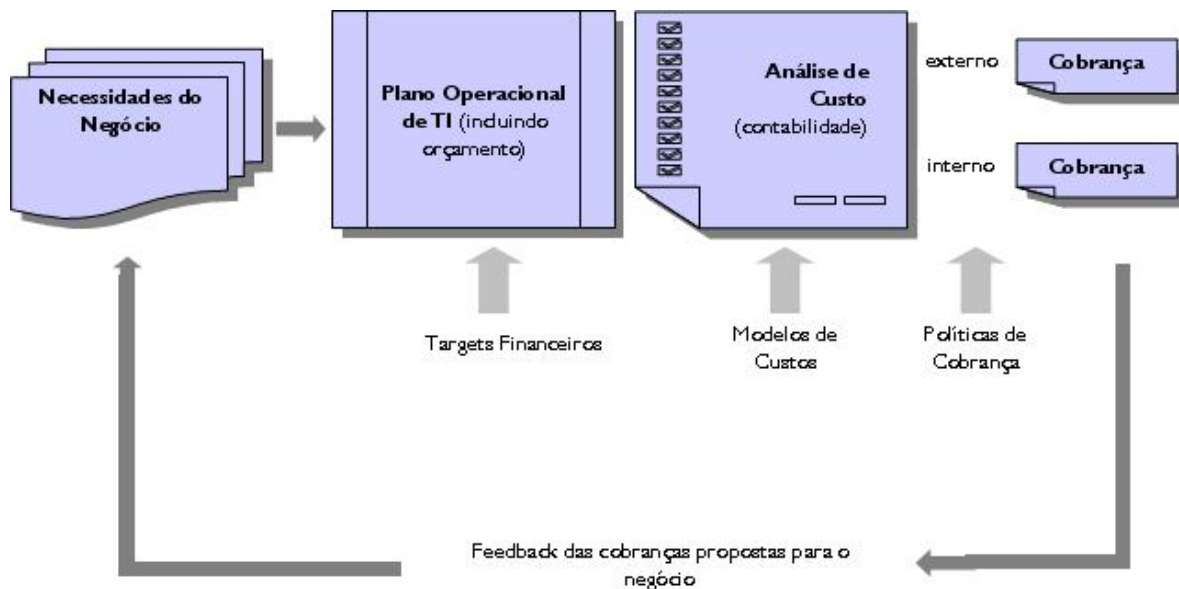 Necessidades do
Negócio
Plano Operacional
de TI (incluindo
orçamento)
Análise de
Custo
(contabilidade)
externo
Cobrança
interno
Cobrança
Targets Financeiros
Modelos de
Custos
Políticas de
Cobrança
Feedback das cobranças propostas para o
negócio